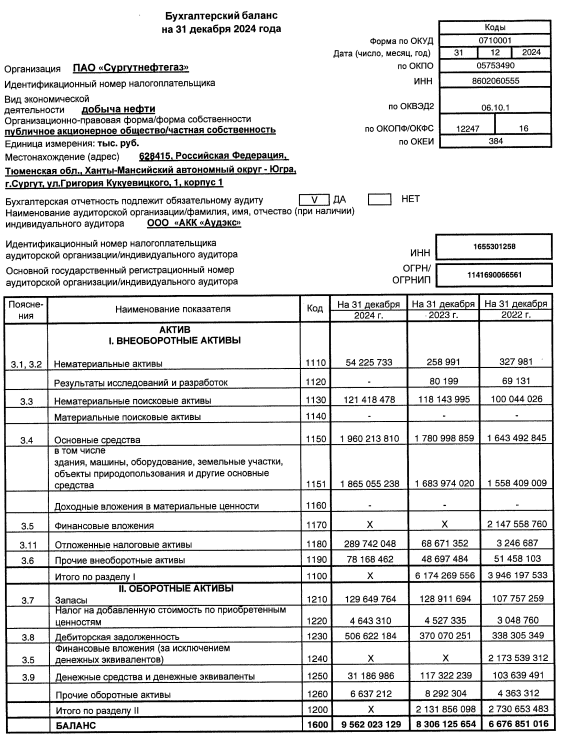 Бухгалтерский баланс
на 31 декабря 2024 года
Коды
Форма по ОКУД 0710001
Дата (число, месяц, год) 31 12 2024
Организация ПАО «Сургутнефтегаз» по ОКПО 05753490
Идентификационный номер налогоплательщика ИНН 8602060555
Вид экономической
деятельности добыча нефти по ОКВЭД2 06.10.1
Организационно-правовая форма/форма собственности
публичное акционерное общество/частная собственность по ОКОПФ/ОКФС 12247 16
Единица измерения: тыс. руб. по ОКЕИ 384
Местонахождение (адрес) 628415, Российская Федерация,
Тюменская обл., Ханты-Мансийский автономный округ - Югра,
г.Сургут, ул.Григория Кукуевицкого, 1, корпус 1
Бухгалтерская отчетность подлежит обязательному аудиту V ДА НЕТ
Наименование аудиторской организации/фамилия, имя, отчество (при наличии)
индивидуального аудитора ООО «АКК «Аудэкс»
Идентификационный номер налогоплательщика
аудиторской организации/индивидуального аудитора ИНН 1655301258
Основной государственный регистрационный номер
аудиторской организации/индивидуального аудитора ОГРН/ОГРНИП 1141690066561
Поясне-ния Наименование показателя Код На 31 декабря 2024 г. На 31 декабря 2023 г. На 31 декабря 2022 г.
АКТИВ
I. ВНЕОБОРОТНЫЕ АКТИВЫ
3.1, 3.2 Нематериальные активы 1110 54 225 733 258 991 327 981
Результаты исследований и разработок 1120 - 80 199 69 131
3.3 Нематериальные поисковые активы 1130 121 418 478 118 143 995 100 044 026
Материальные поисковые активы 1140 - - -
3.4 Основные средства 1150 1 960 213 810 1 780 998 859 1 643 492 845
в том числе
здания, машины, оборудование, земельные участки,
объекты природопользования и другие основные
средства 1151 1 865 055 238 1 683 974 020 1 558 409 009
Доходные вложения в материальные ценности 1160 - - -
3.5 Финансовые вложения 1170 X X 2 147 558 760
3.11 Отложенные налоговые активы 1180 289 742 048 68 671 352 3 246 687
3.6 Прочие внеоборотные активы 1190 78 168 462 48 697 484 51 458 103
Итого по разделу I 1100 X 6 174 269 556 3 946 197 533
II. ОБОРОТНЫЕ АКТИВЫ
3.7 Запасы 1210 129 649 764 128 911 694 107 757 259
Налог на добавленную стоимость по приобретенным
ценностям 1220 4 643 310 4 527 335 3 048 760
3.8 Дебиторская задолженность 1230 506 622 184 370 070 251 338 305 349
Финансовые вложения (за исключением
3.5 денежных эквивалентов) 1240 X X 2 173 539 312
3.9 Денежные средства и денежные эквиваленты 1250 31 186 986 117 322 239 103 639 491
Прочие оборотные активы 1260 6 637 212 8 292 304 4 363 312
Итого по разделу II 1200 X 2 131 856 098 2 730 653 483
БАЛАНС 1600 9 562 023 129 8 306 125 654 6 676 851 016